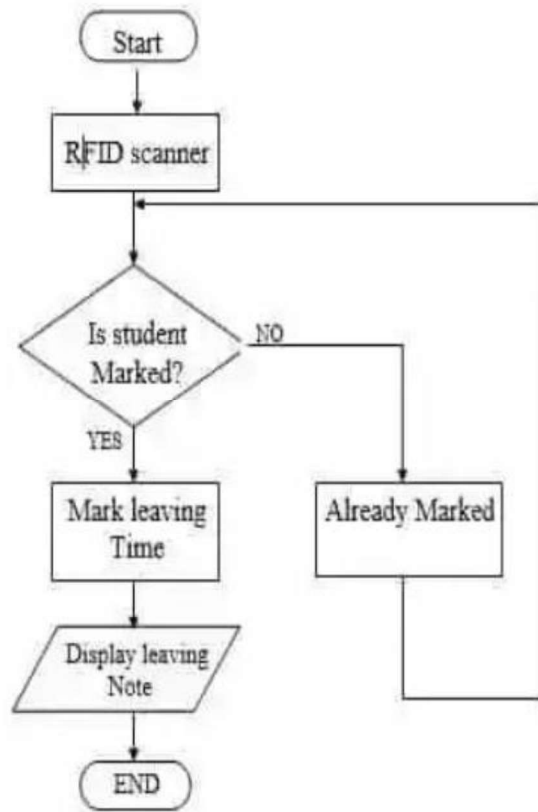 Start
RFID scanner
Is student
Marked?
NO
YES
Mark leaving
Time
Already Marked
Display leaving
Note
END